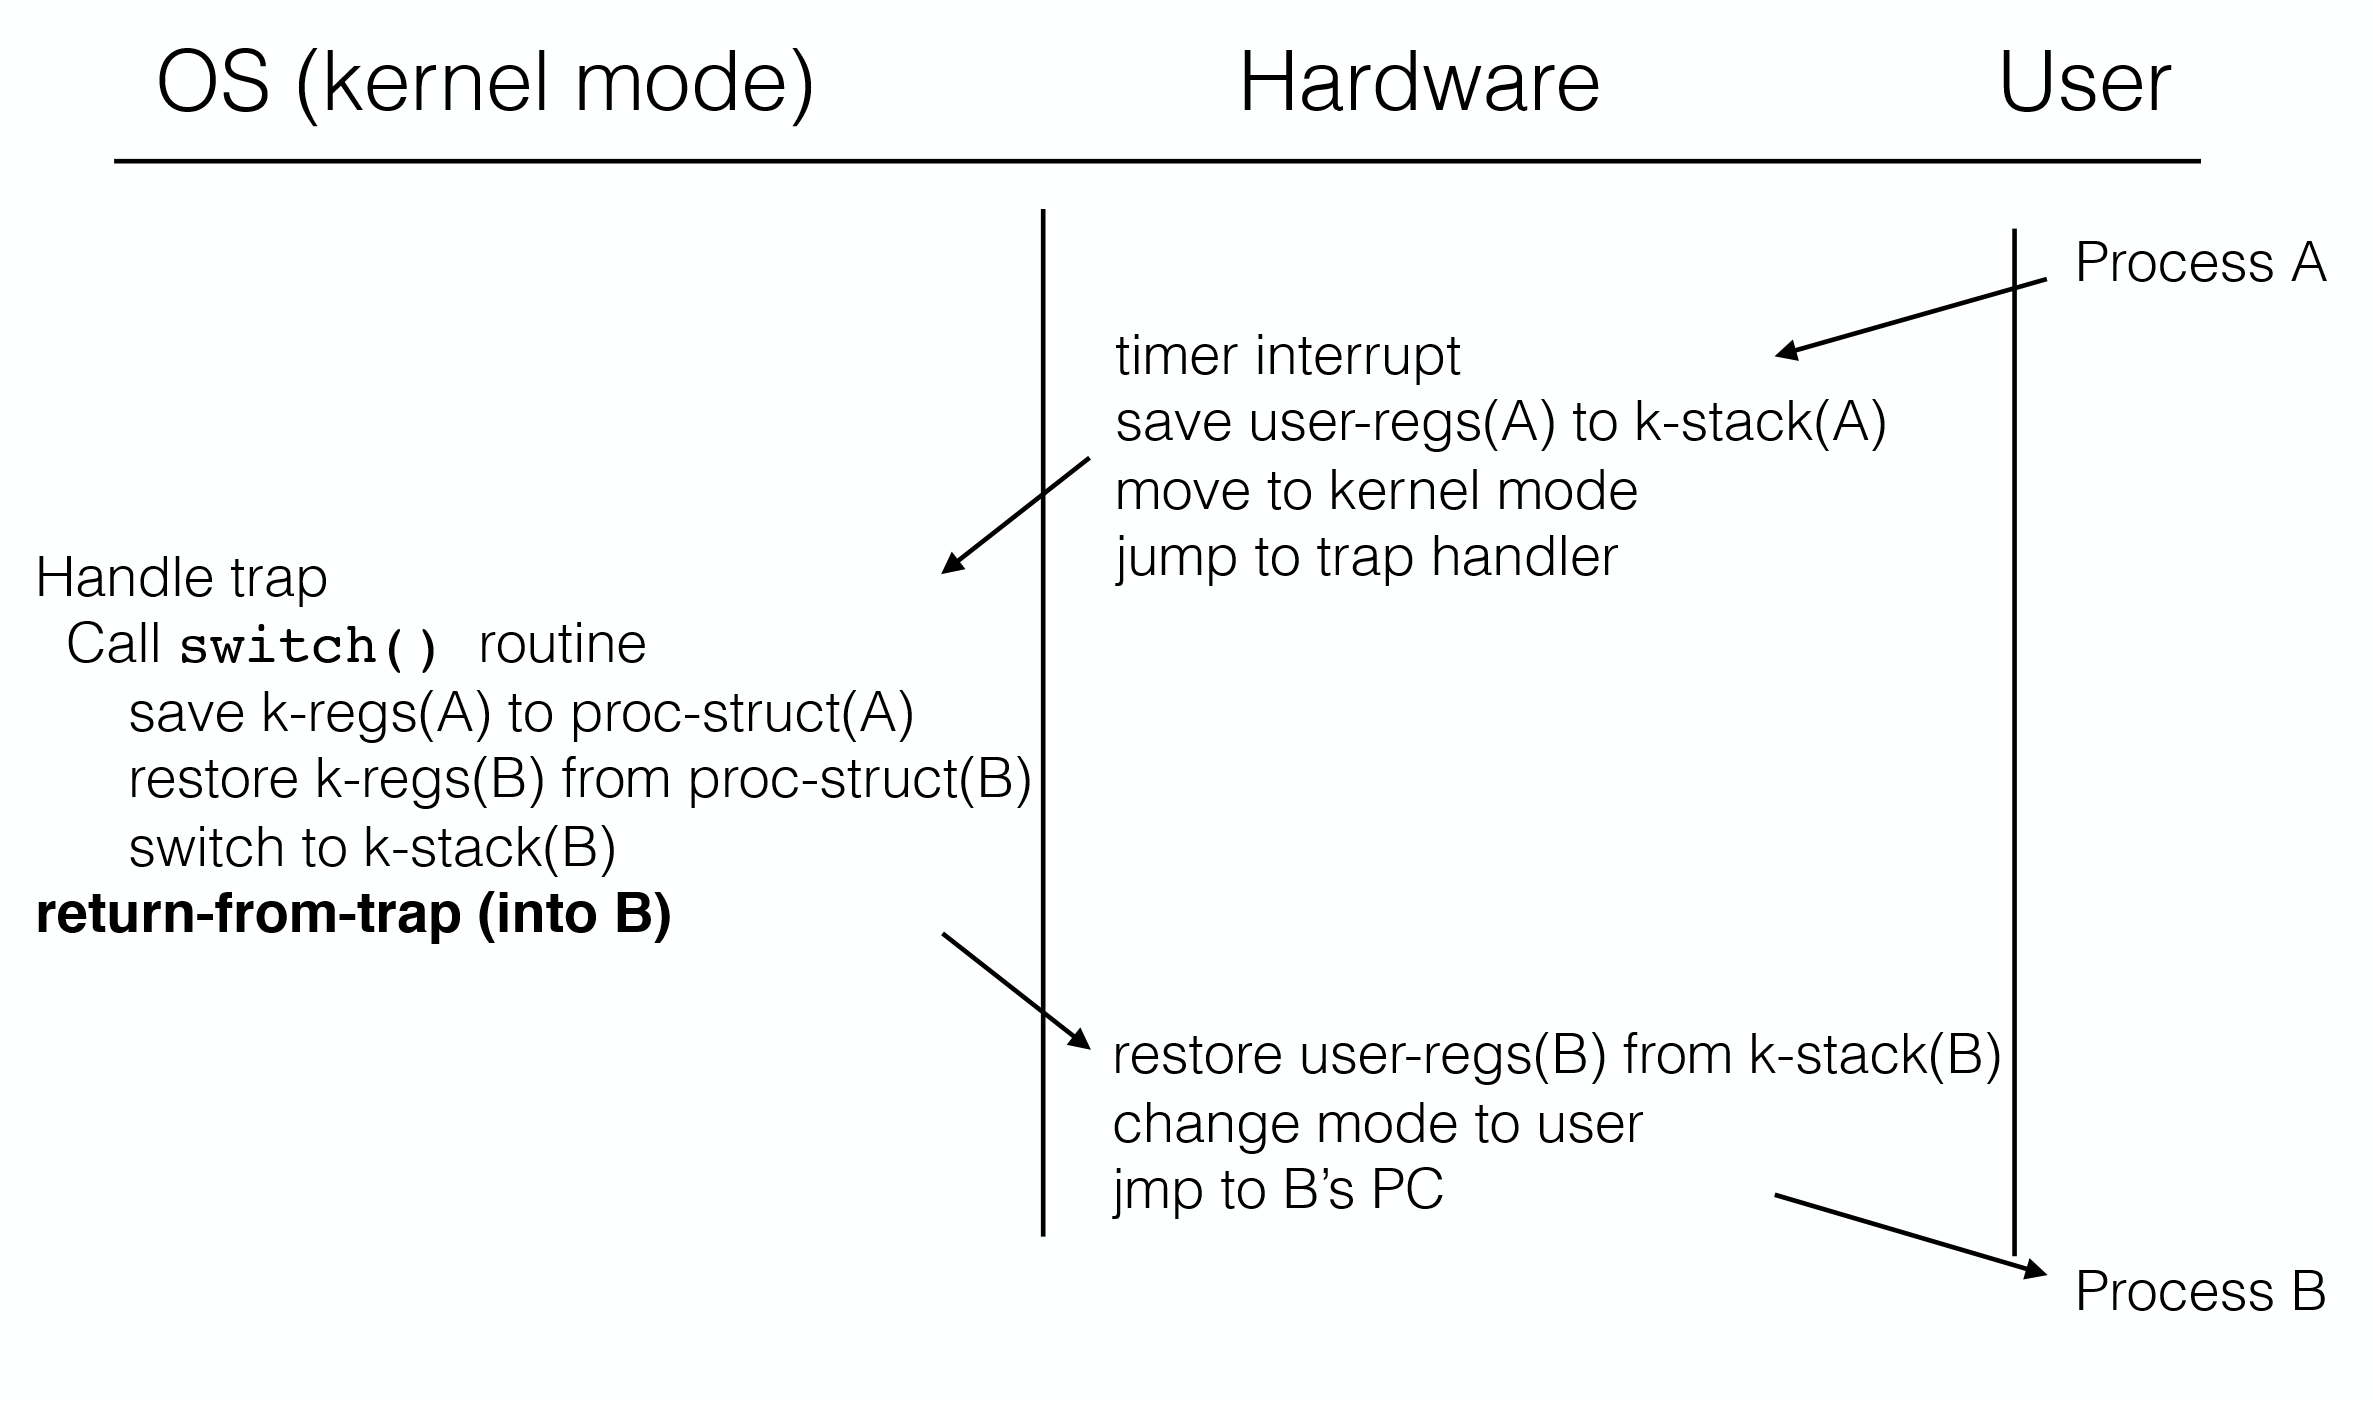 OS (kernel mode) Hardware User
Process A
timer interrupt
save user-regs(A) to k-stack(A)
move to kernel mode
jump to trap handler
Handle trap
Call switch() routine
save k-regs(A) to proc-struct(A)
restore k-regs(B) from proc-struct(B)
switch to k-stack(B)
return-from-trap (into B)
restore user-regs(B) from k-stack(B)
change mode to user
jmp to B’s PC
Process B